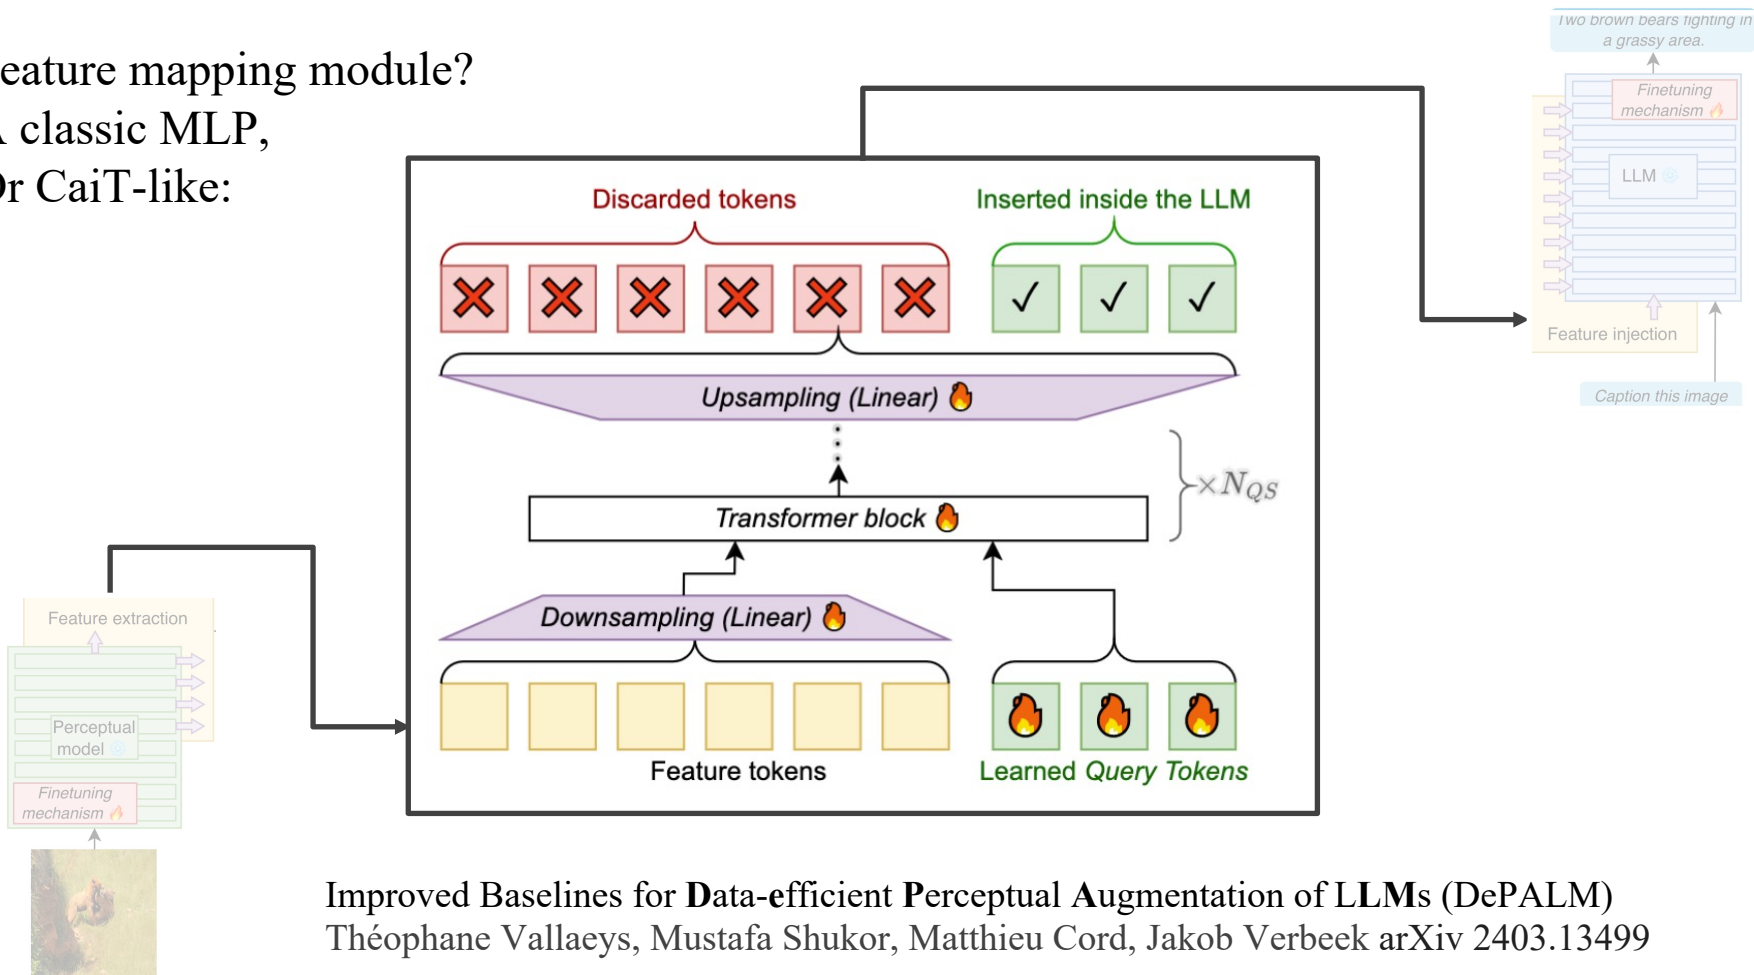 eature mapping module?
A classic MLP,
Or CaiT-like:
Two brown bears fighting in
a grassy area.
Finetuning
mechanism
LLM
Feature injection
Caption this image
Discarded tokens
Inserted inside the LLM
Upsampling (Linear)
×N_QS
Transformer block
Downsampling (Linear)
Feature tokens
Learned Query Tokens
Feature extraction
Perceptual
model
Finetuning
mechanism
Improved Baselines for Data-efficient Perceptual Augmentation of LLMs (DePALM)
Théophane Vallaeys, Mustafa Shukor, Matthieu Cord, Jakob Verbeek arXiv 2403.13499